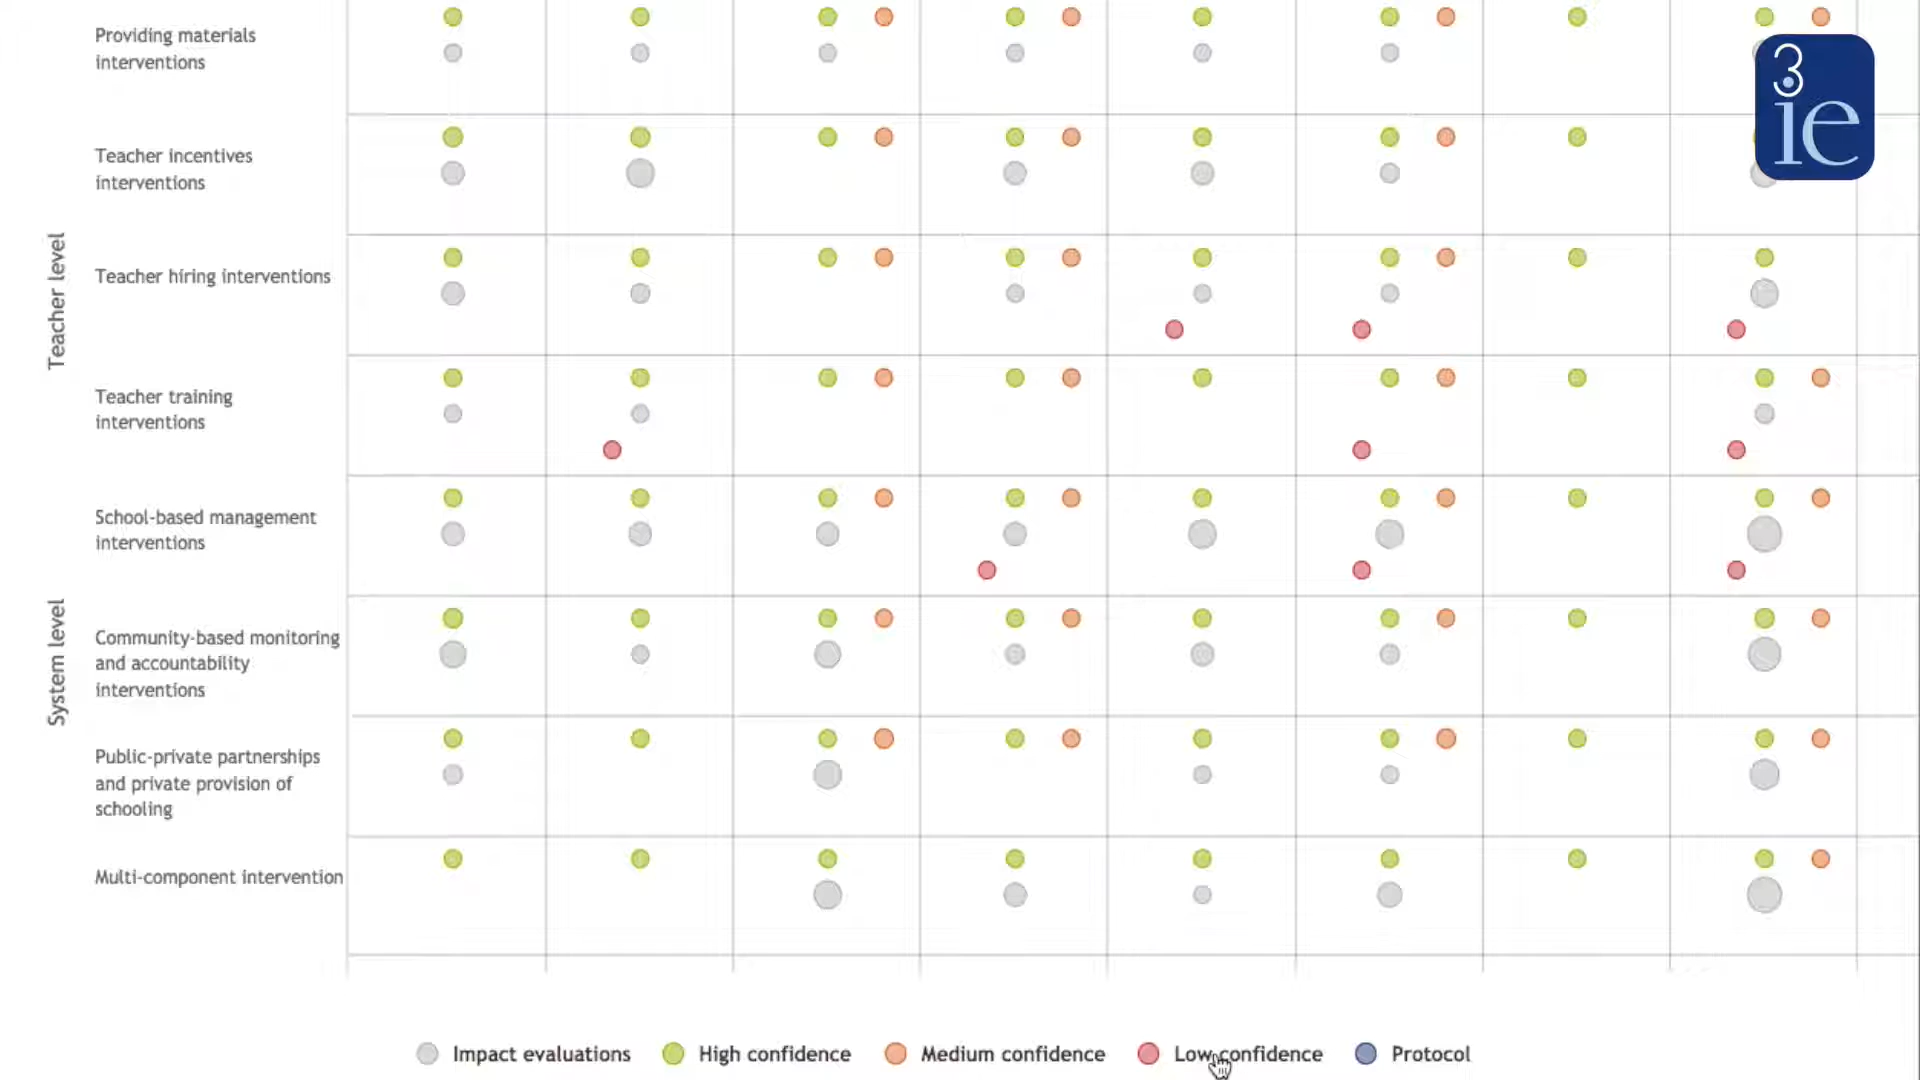 Providing materials
interventions
3
ie
Teacher incentives
interventions
Teacher level
Teacher hiring interventions
Teacher training
interventions
School-based management
interventions
System level
Community-based monitoring
and accountability
interventions
Public-private partnerships
and private provision of
schooling
Multi-component intervention
Impact evaluations
High confidence
Medium confidence
Low confidence
Protocol